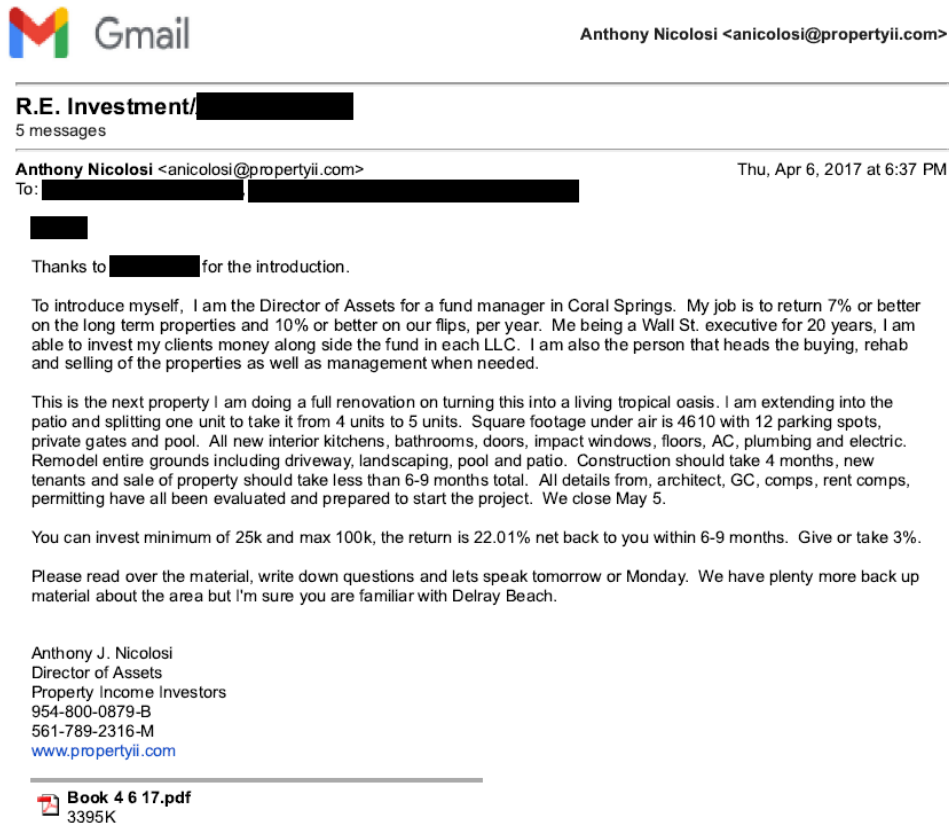 Gmail
Anthony Nicolosi <anicolosi@propertyii.com>
R.E. Investment/
5 messages
Anthony Nicolosi <anicolosi@propertyii.com>
Thu, Apr 6, 2017 at 6:37 PM
To:
Thanks to for the introduction.
To introduce myself, I am the Director of Assets for a fund manager in Coral Springs. My job is to return 7% or better
on the long term properties and 10% or better on our flips, per year. Me being a Wall St. executive for 20 years, I am
able to invest my clients money along side the fund in each LLC. I am also the person that heads the buying, rehab
and selling of the properties as well as management when needed.
This is the next property I am doing a full renovation on turning this into a living tropical oasis. I am extending into the
patio and splitting one unit to take it from 4 units to 5 units. Square footage under air is 4610 with 12 parking spots,
private gates and pool. All new interior kitchens, bathrooms, doors, impact windows, floors, AC, plumbing and electric.
Remodel entire grounds including driveway, landscaping, pool and patio. Construction should take 4 months, new
tenants and sale of property should take less than 6-9 months total. All details from, architect, GC, comps, rent comps,
permitting have all been evaluated and prepared to start the project. We close May 5.
You can invest minimum of 25k and max 100k, the return is 22.01% net back to you within 6-9 months. Give or take 3%.
Please read over the material, write down questions and lets speak tomorrow or Monday. We have plenty more back up
material about the area but I'm sure you are familiar with Delray Beach.
Anthony J. Nicolosi
Director of Assets
Property Income Investors
954-800-0879-B
561-789-2316-M
www.propertyii.com
Book 4 6 17.pdf
3395K